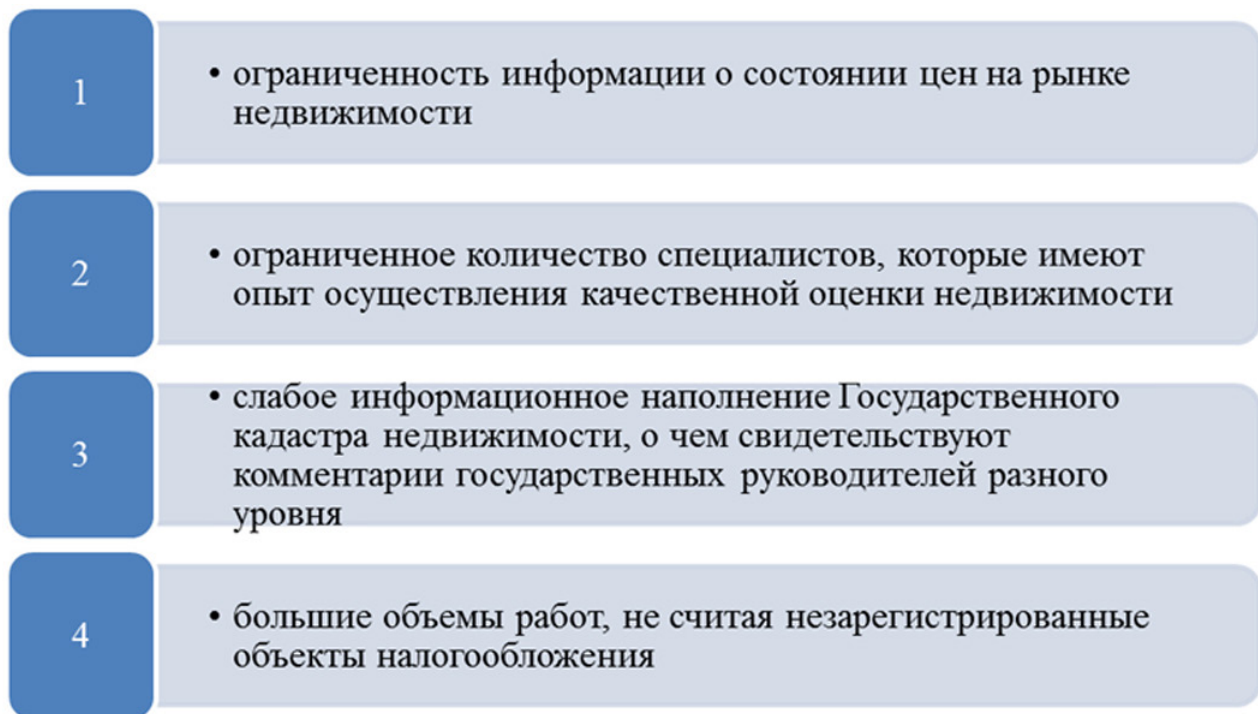 1
• ограниченность информации о состоянии цен на рынке
недвижимости
2
• ограниченное количество специалистов, которые имеют
опыт осуществления качественной оценки недвижимости
3
• слабое информационное наполнение Государственного
кадастра недвижимости, о чем свидетельствуют
комментарии государственных руководителей разного
уровня
4
• большие объемы работ, не считая незарегистрированные
объекты налогообложения